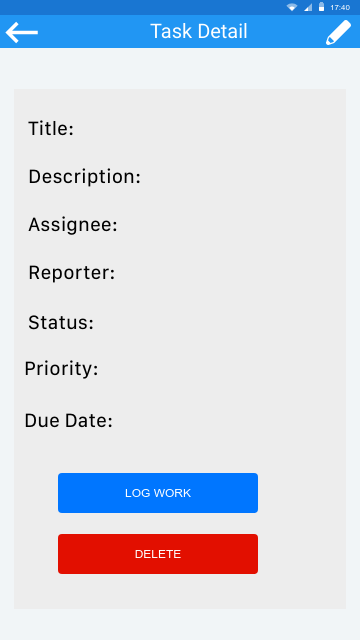 17:40
Task Detail
Title:
Description:
Assignee:
Reporter:
Status:
Priority:
Due Date:
LOG WORK
DELETE